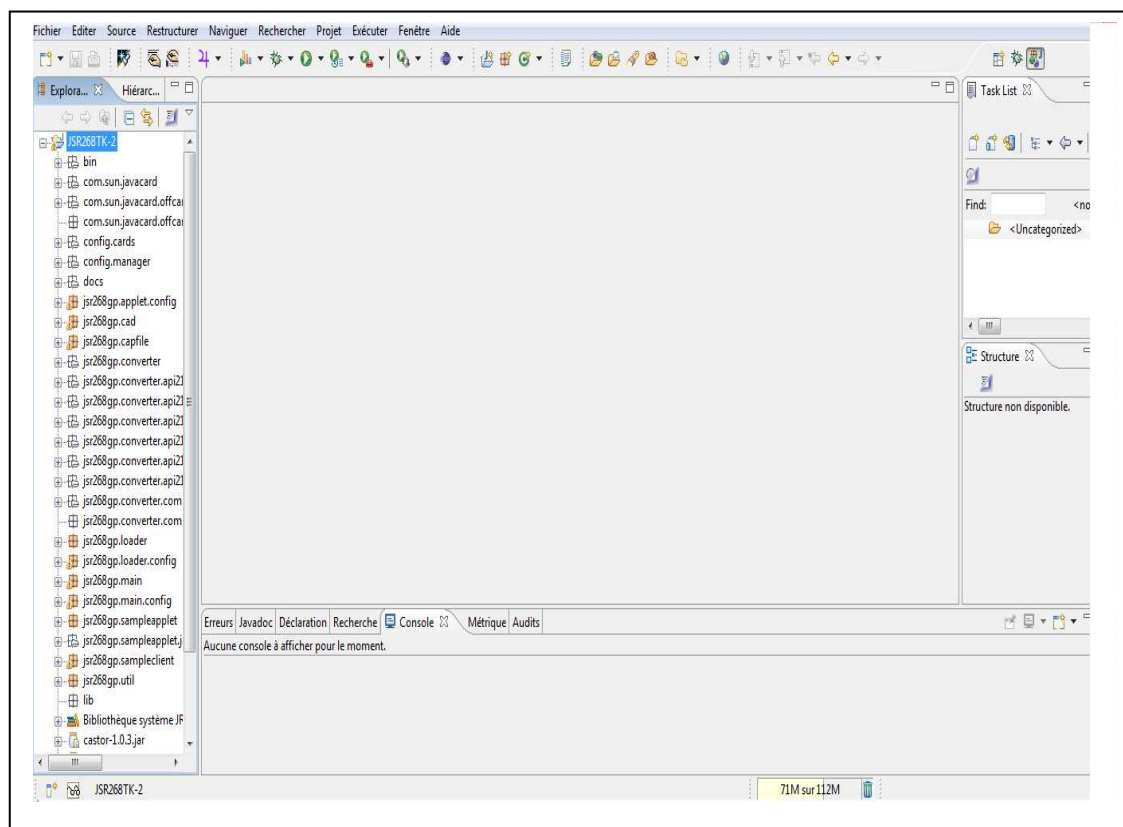 Fichier Editer Source Restructurer Naviguer Rechercher Projet Exécuter Fenêtre Aide
Explora... Hiérarc...
JSR268TK-2
bin
com.sun.javacard
com.sun.javacard.offcar
com.sun.javacard.offcar
config.cards
config.manager
docs
jsr268gp.applet.config
jsr268gp.cad
jsr268gp.capfile
jsr268gp.converter
jsr268gp.converter.api21
jsr268gp.converter.api21
jsr268gp.converter.api21
jsr268gp.converter.api21
jsr268gp.converter.api21
jsr268gp.converter.api21
jsr268gp.converter.com
jsr268gp.converter.com
jsr268gp.loader
jsr268gp.loader.config
jsr268gp.main
jsr268gp.main.config
jsr268gp.sampleapplet
jsr268gp.sampleapplet.j
jsr268gp.sampleclient
jsr268gp.util
lib
Bibliothèque système JR
castor-1.0.3.jar
Task List
Find: <no
<Uncategorized>
Structure
Structure non disponible.
Erreurs Javadoc Déclaration Recherche Console Métrique Audits
Aucune console à afficher pour le moment.
JSR268TK-2
71M sur 112M